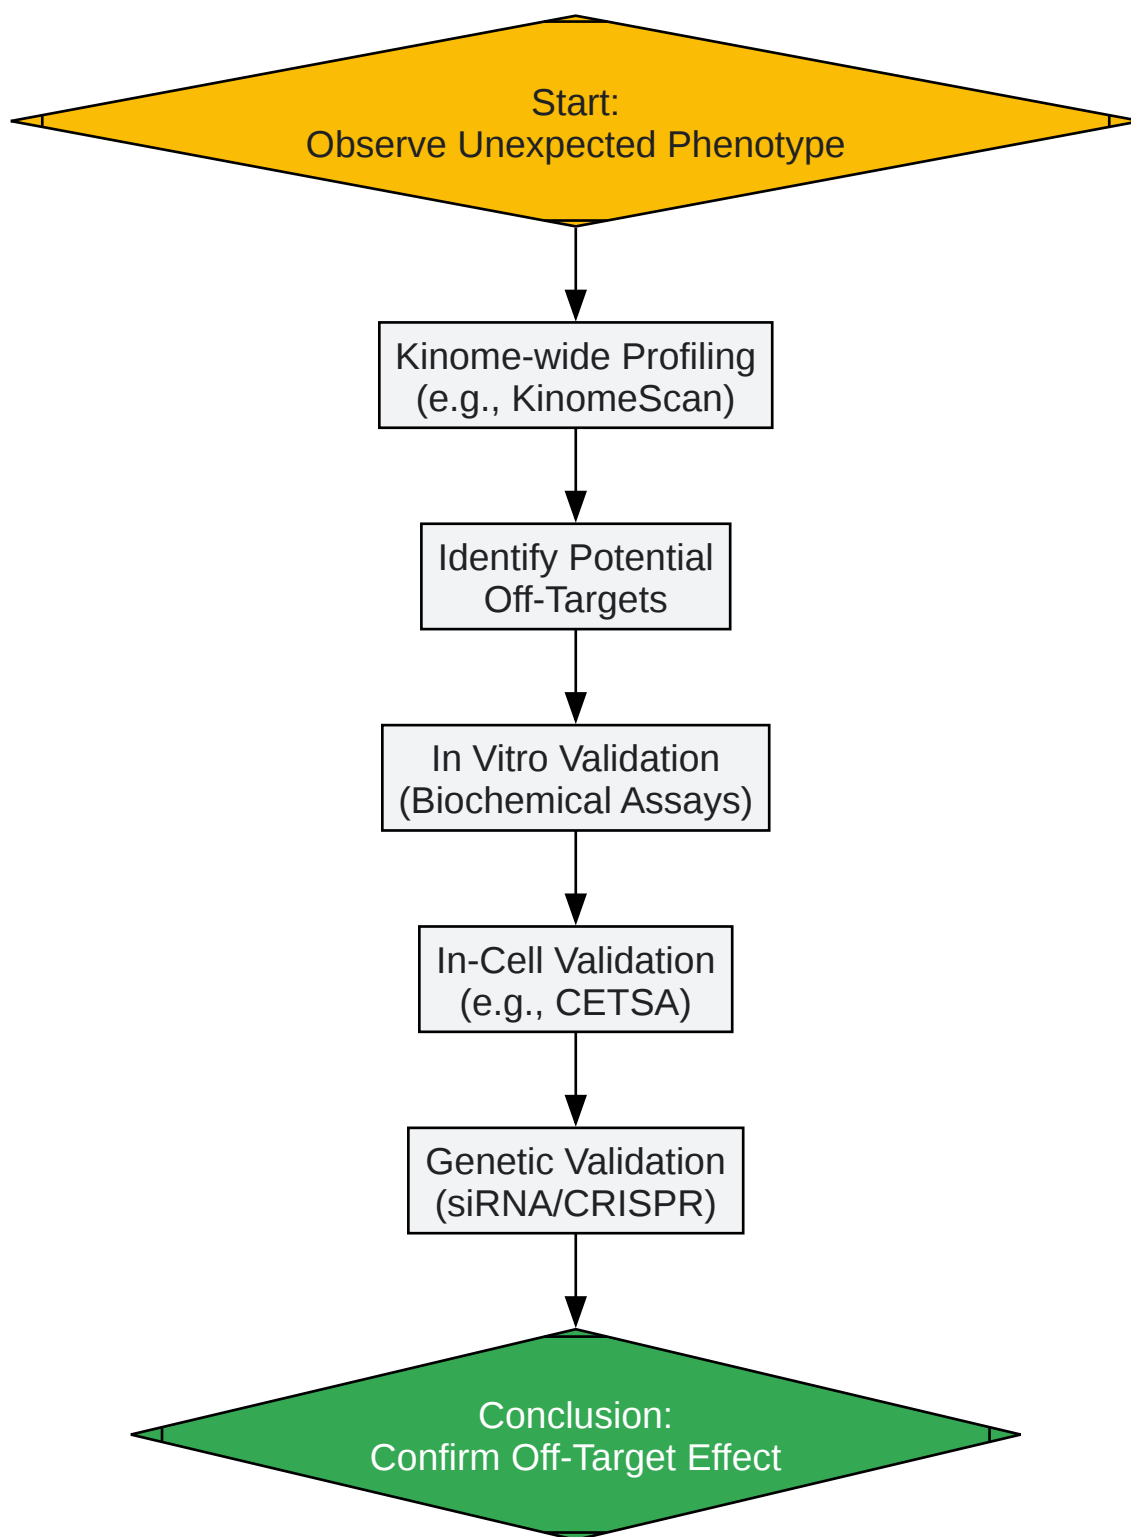 Start:
Observe Unexpected Phenotype
Kinome-wide Profiling
(e.g., KinomeScan)
Identify Potential
Off-Targets
In Vitro Validation
(Biochemical Assays)
In-Cell Validation
(e.g., CETSA)
Genetic Validation
(siRNA/CRISPR)
Conclusion:
Confirm Off-Target Effect